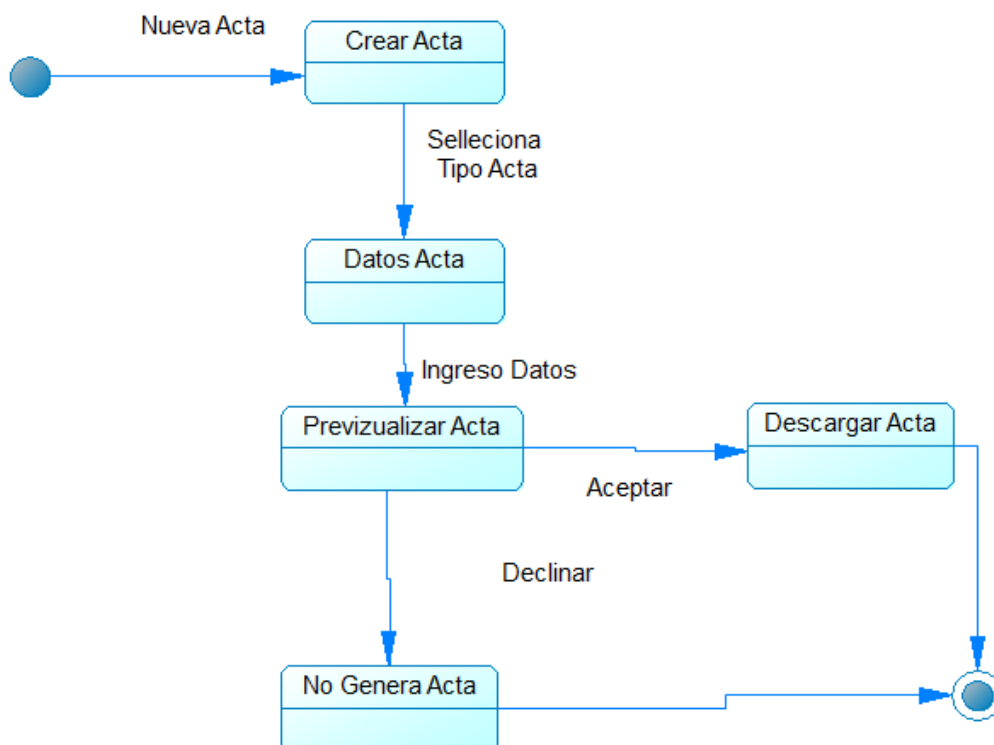 Nueva Acta
Crear Acta
Selleciona
Tipo Acta
Datos Acta
Ingreso Datos
Previzualizar Acta
Descargar Acta
Aceptar
Declinar
No Genera Acta